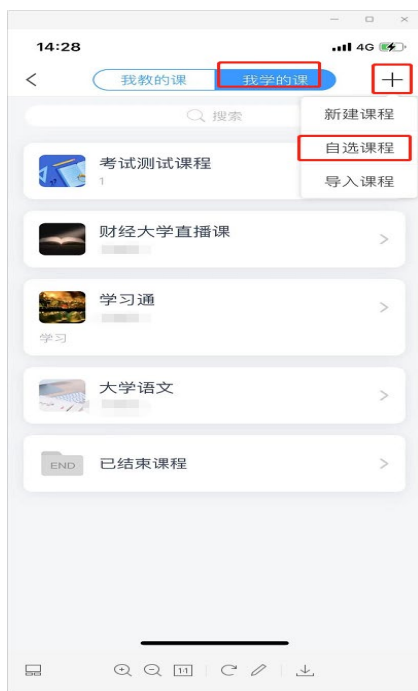 14:28
4G
我教的课
我学的课
搜索
新建课程
自选课程
导入课程
考试测试课程
1
财经大学直播课
学习通
学习
大学语文
END
已结束课程
1:1